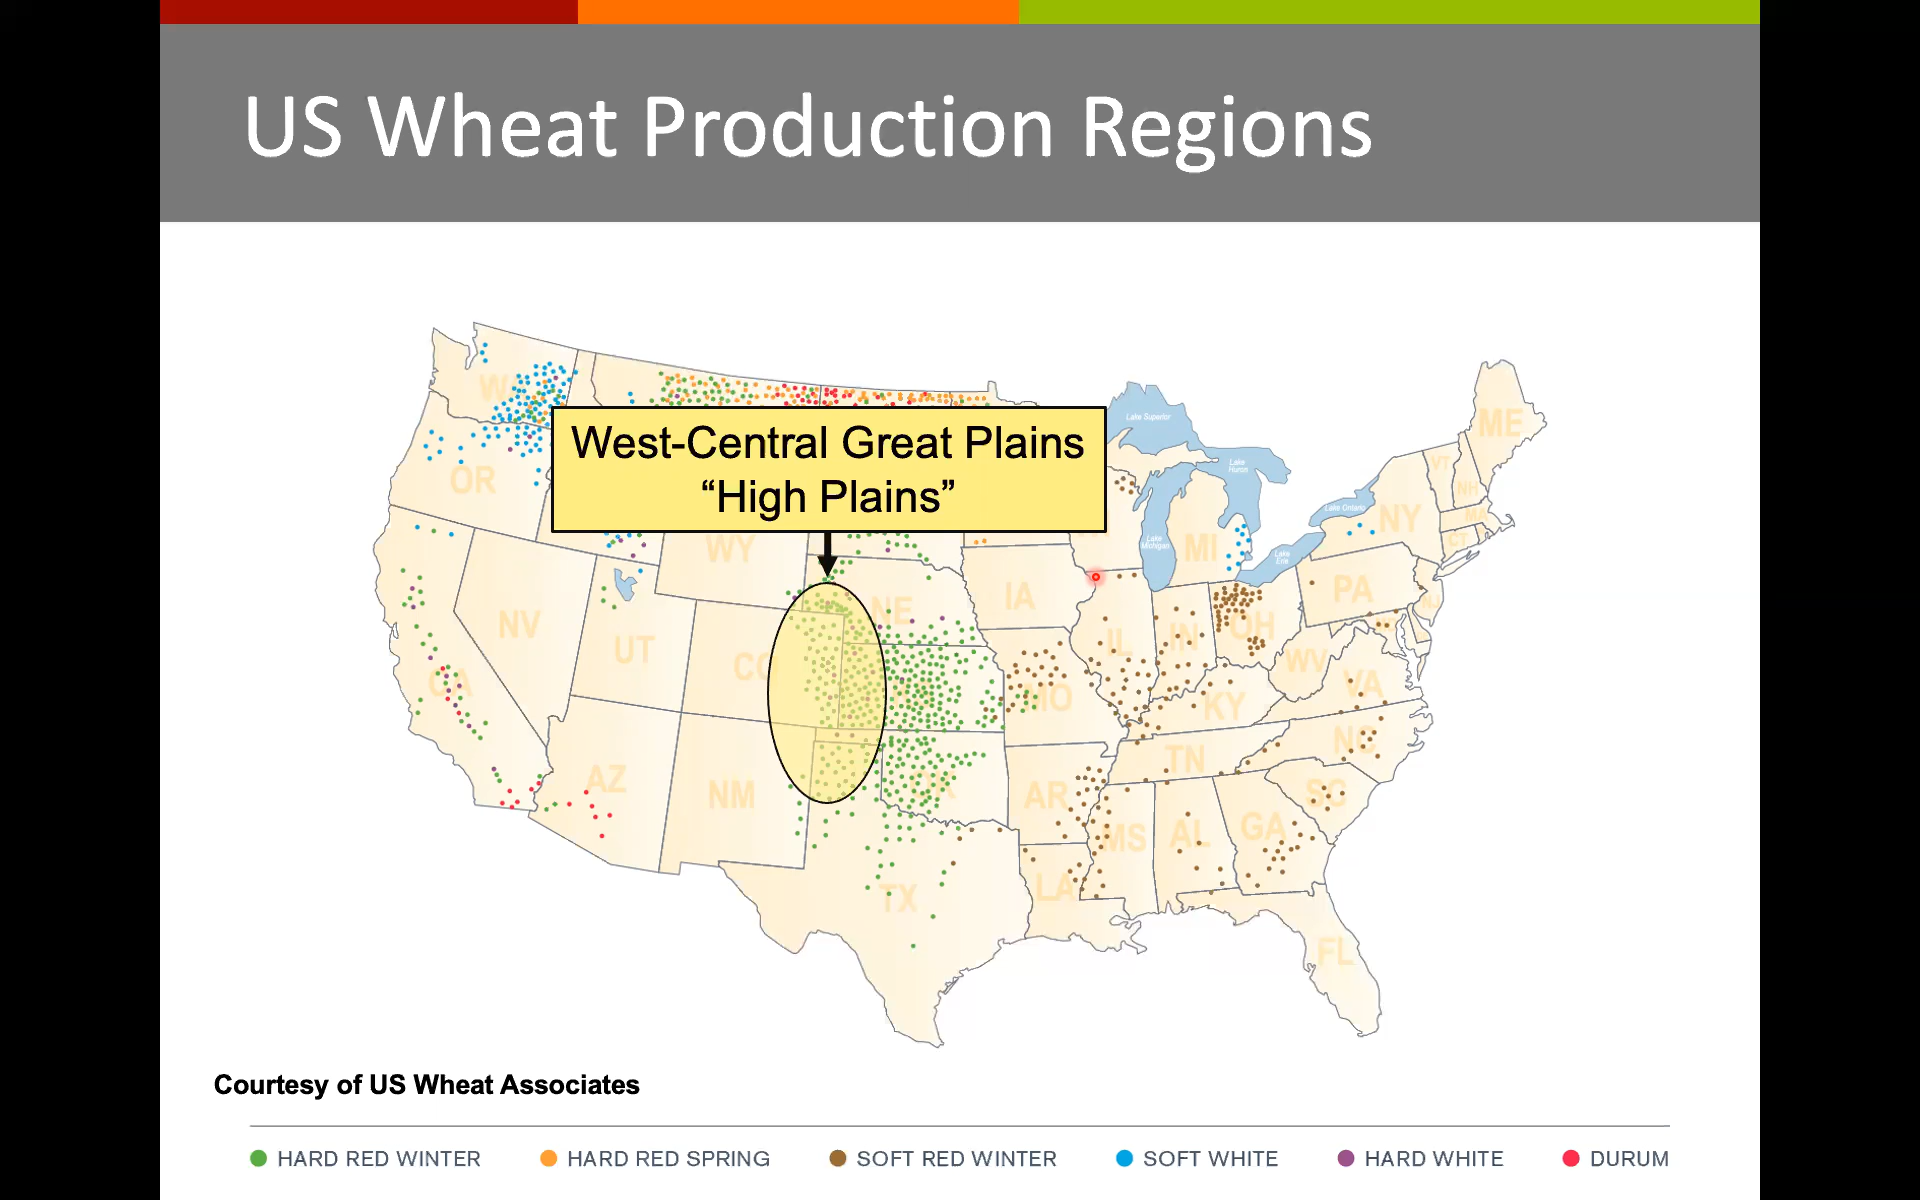 US Wheat Production Regions
West-Central Great Plains
“High Plains”
Lake Superior
Lake Huron
Lake Ontario
Lake Michigan
Lake Erie
ME
VT
NH
NY
MA
CT
OR
WY
MI
PA
IA
NE
NV
UT
IL
IN
OH
WV
VA
CA
MO
KY
NC
TN
AZ
NM
AR
SC
MS
AL
GA
LA
TX
FL
Courtesy of US Wheat Associates
HARD RED WINTER
HARD RED SPRING
SOFT RED WINTER
SOFT WHITE
HARD WHITE
DURUM